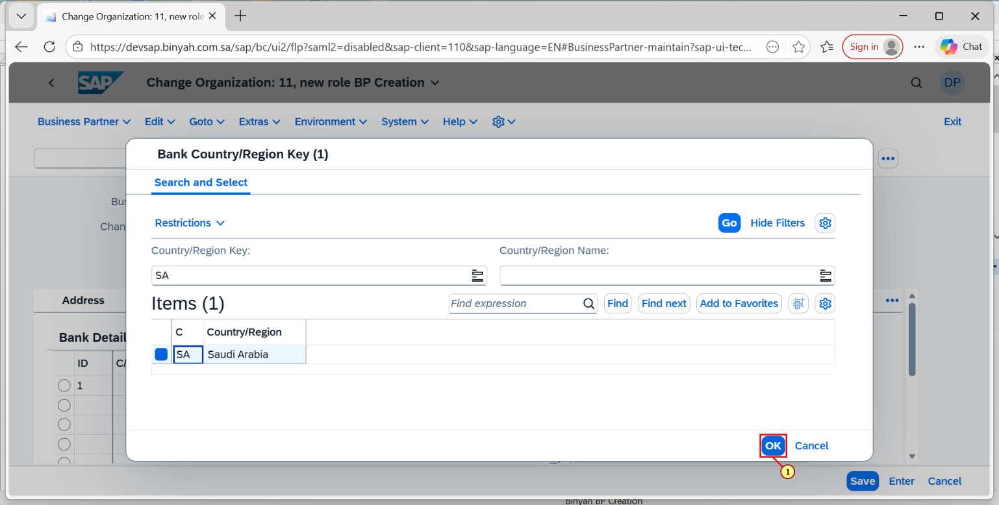 Change Organization: 11, new role
https://devsap.binyah.com.sa/sap/bc/ui2/flp?saml2=disabled&sap-client=110&sap-language=EN#BusinessPartner-maintain?sap-ui-tec...
Sign in
Chat
SAP
Change Organization: 11, new role BP Creation
DP
Business Partner
Edit
Goto
Extras
Environment
System
Help
Exit
Bank Country/Region Key (1)
Search and Select
Bus
Chan
Restrictions
Go
Hide Filters
Country/Region Key:
Country/Region Name:
SA
Address
Items (1)
Find expression
Find
Find next
Add to Favorites
Bank Detail
C
Country/Region
SA
Saudi Arabia
ID
C/
1
OK
Cancel
1
Save
Enter
Cancel
Binyah BP Creation